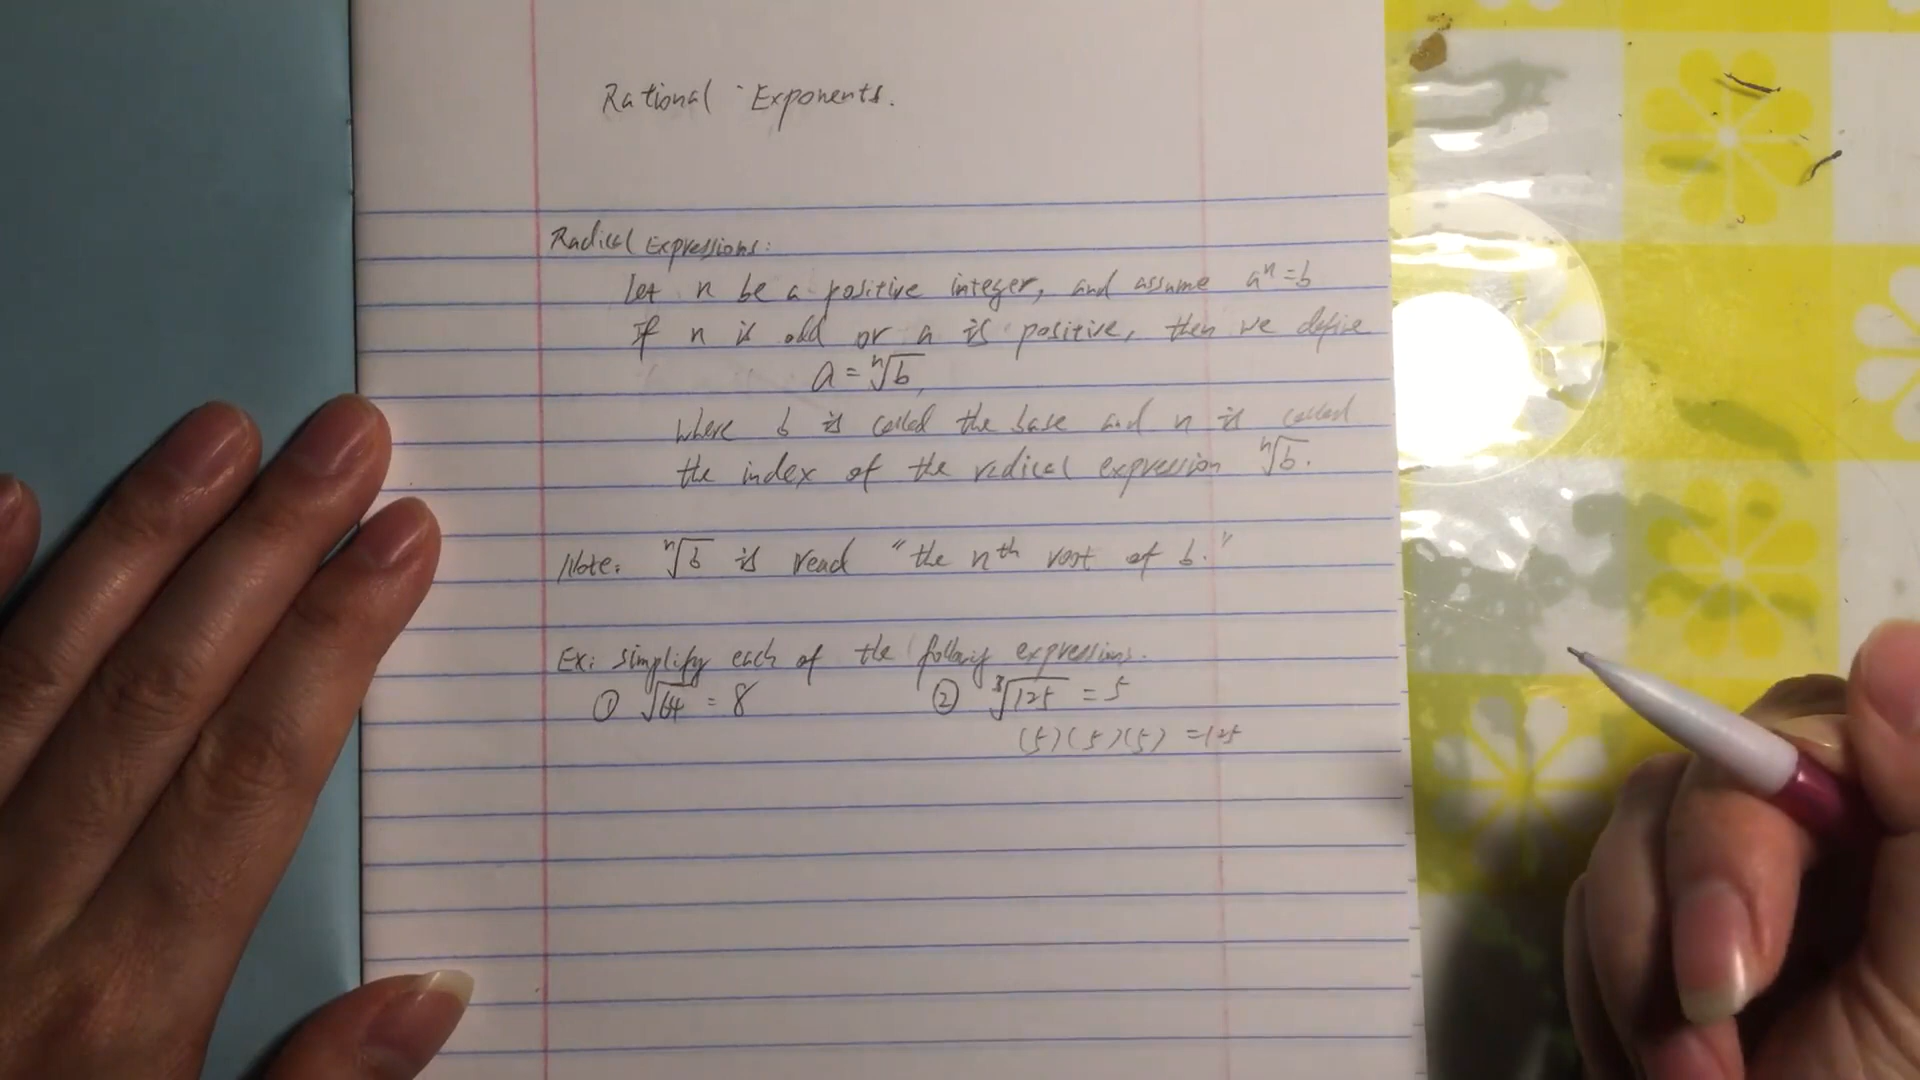 Rational Exponents.
Radical Expressions:
Let n be a positive integer, and assume aⁿ = b
If n is odd or a is positive, then we define
a = ⁿ√b,
where b is called the base and n is called
the index of the radical expression ⁿ√b.
Note: ⁿ√b is read "the nth root of b."
Ex: simplify each of the following expressions.
① √64 = 8 ② ³√125 = 5
(5)(5)(5) = 125